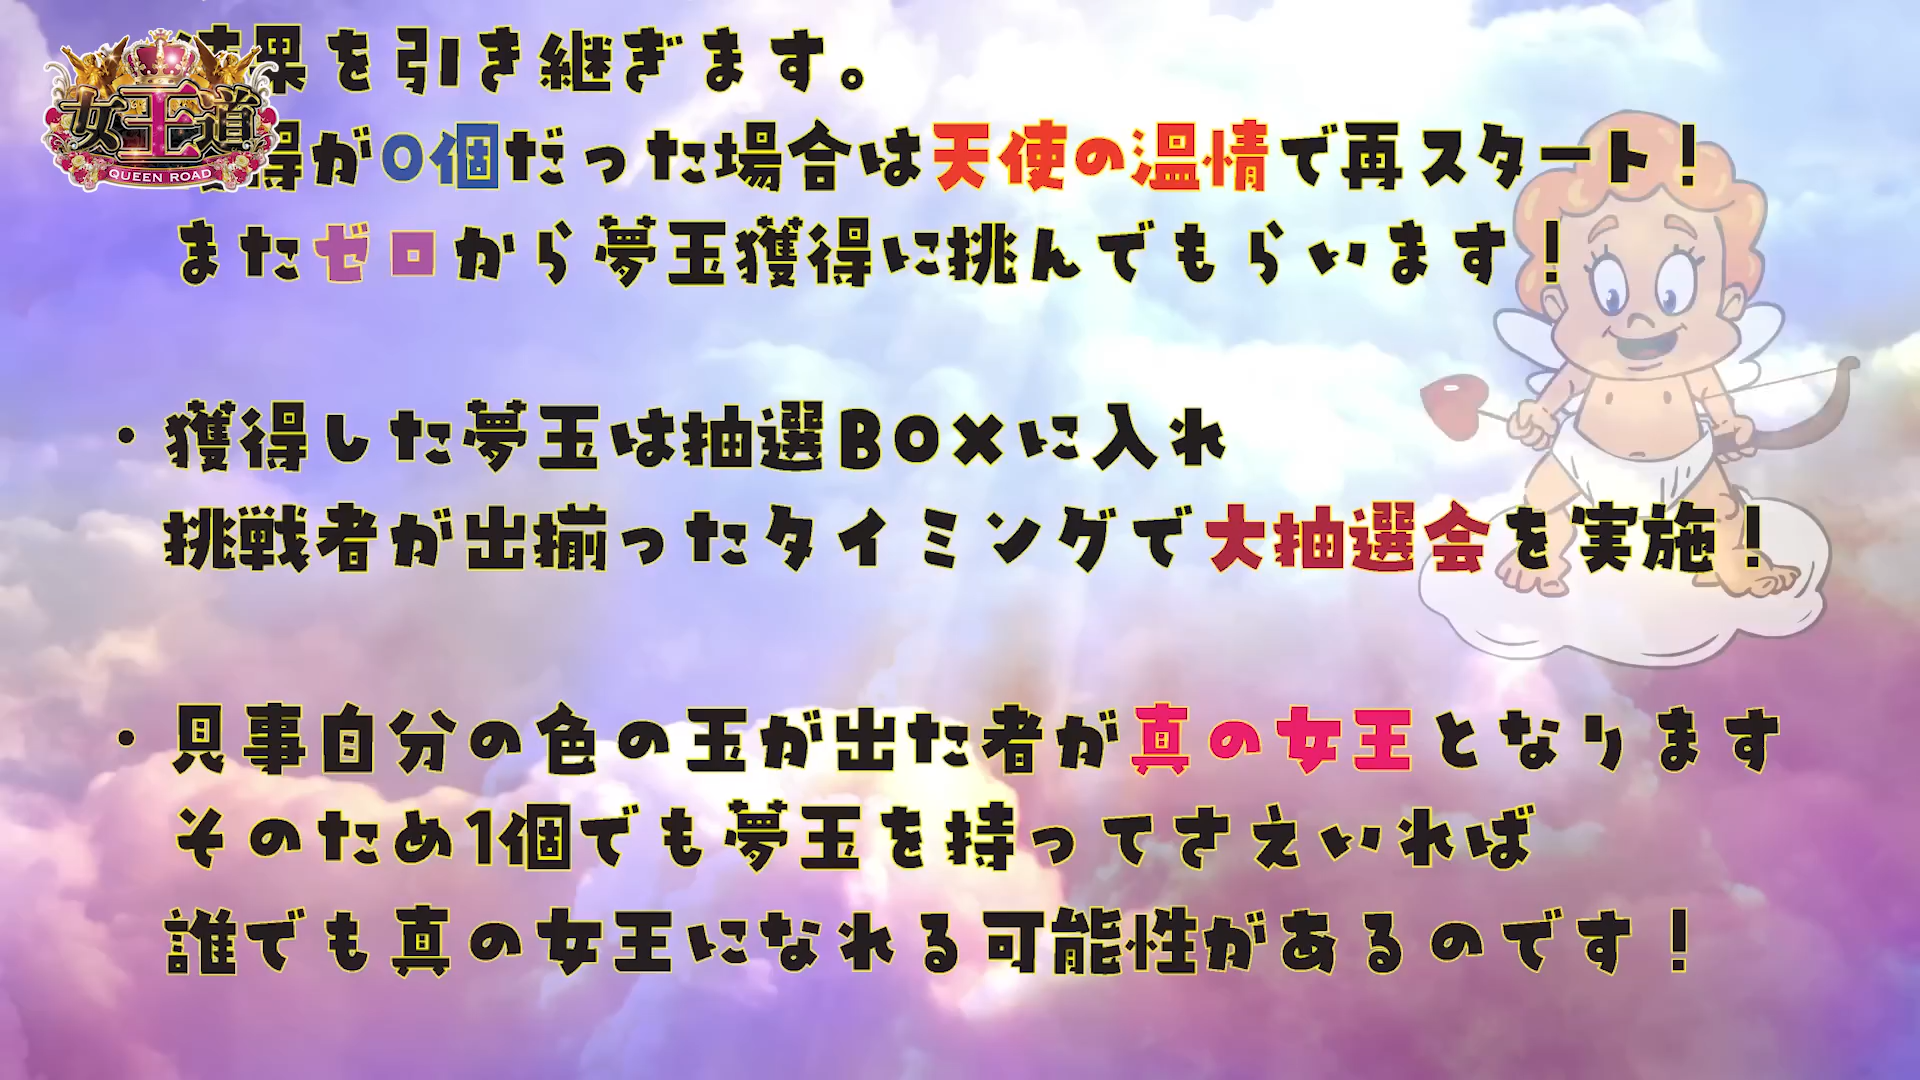 果を引き継ぎます。
女王道
QUEEN ROAD
得が0個だった場合は天使の温情で再スタート!
またゼロから夢玉獲得に挑んでもらいます!
・獲得した夢玉は抽選BOXに入れ
挑戦者が出揃ったタイミングで大抽選会を実施!
・見事自分の色の玉が出た者が真の女王となります
そのため1個でも夢玉を持ってさえいれば
誰でも真の女王になれる可能性があるのです!